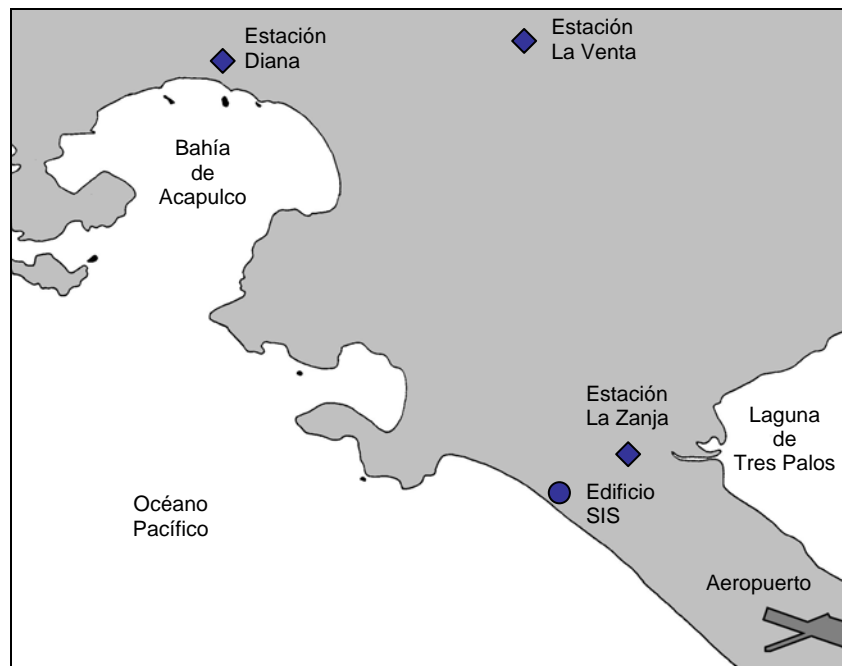 Estación
Diana
Estación
La Venta
Bahía
de
Acapulco
Estación
La Zanja
Laguna
de
Tres Palos
Edificio
SIS
Océano
Pacífico
Aeropuerto